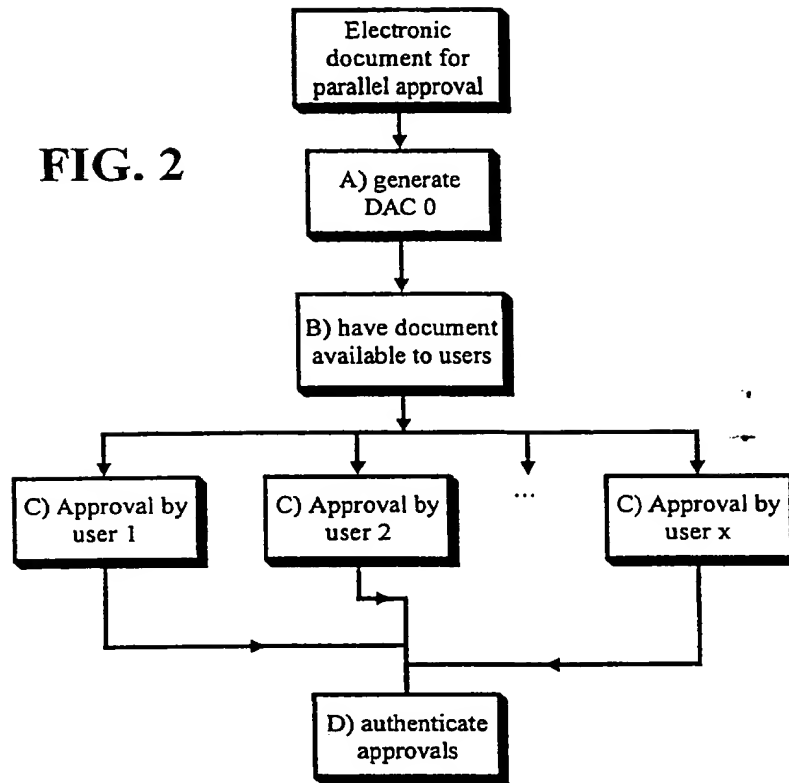 Electronic
document for
parallel approval
FIG. 2
A) generate
DAC 0
B) have document
available to users
C) Approval by
user 1
C) Approval by
user 2
...
C) Approval by
user x
D) authenticate
approvals